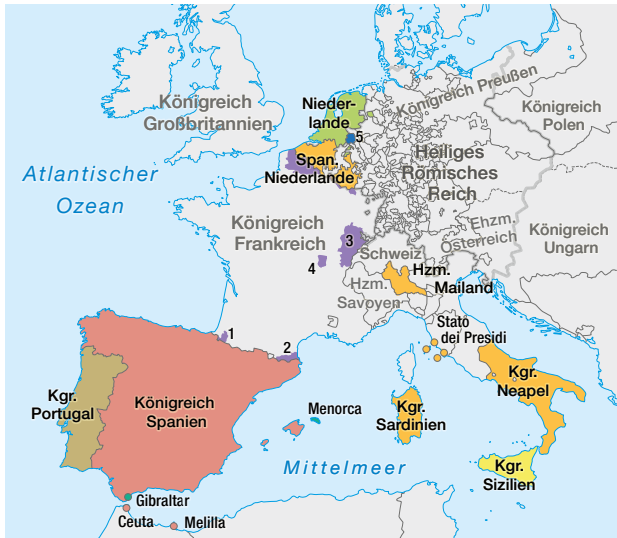 Königreich
Großbritannien
Nieder-
lande
5
Königreich Preußen
Königreich
Polen
Span.
Niederlande
Heiliges
Römisches
Reich
Atlantischer
Ozean
Königreich
Frankreich
3
4
Schweiz
Ehzm.
Österreich
Königreich
Ungarn
Hzm.
Mailand
Hzm.
Savoyen
Stato
dei Presidi
1
2
Kgr.
Portugal
Königreich
Spanien
Menorca
Kgr.
Sardinien
Kgr.
Neapel
Mittelmeer
Kgr.
Sizilien
Gibraltar
Ceuta
Melilla